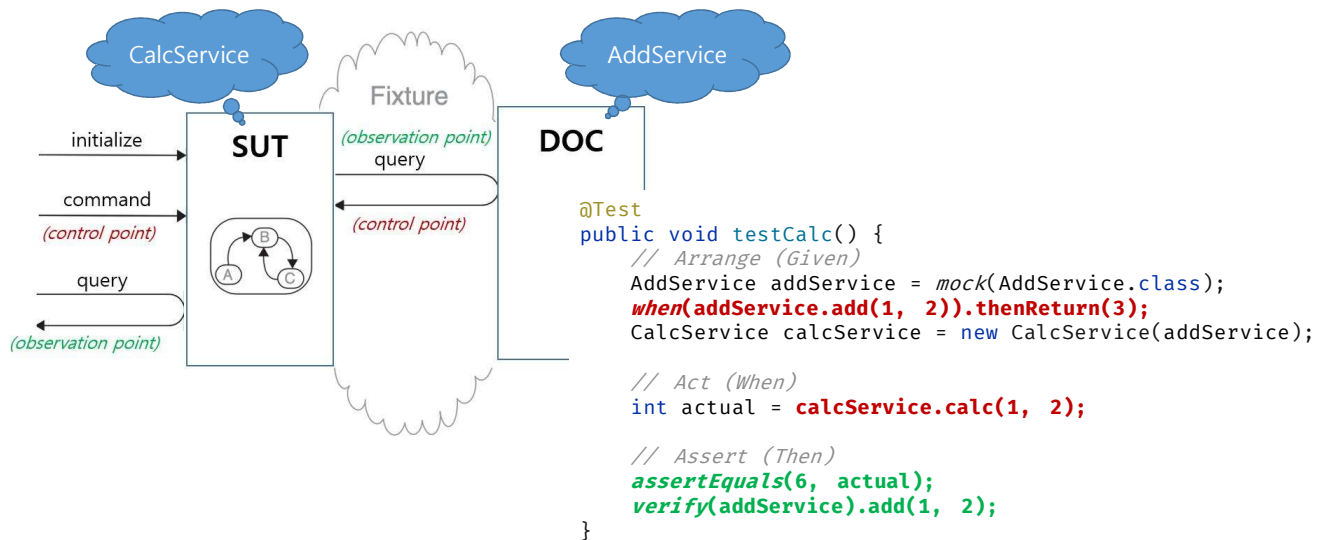 CalcService
AddService
Fixture
initialize
SUT
(observation point)
query
DOC
command
(control point)
(control point)
A
B
C
query
(observation point)
@Test
public void testCalc() {
    // Arrange (Given)
    AddService addService = mock(AddService.class);
    when(addService.add(1, 2)).thenReturn(3);
    CalcService calcService = new CalcService(addService);

    // Act (When)
    int actual = calcService.calc(1, 2);

    // Assert (Then)
    assertEquals(6, actual);
    verify(addService).add(1, 2);
}